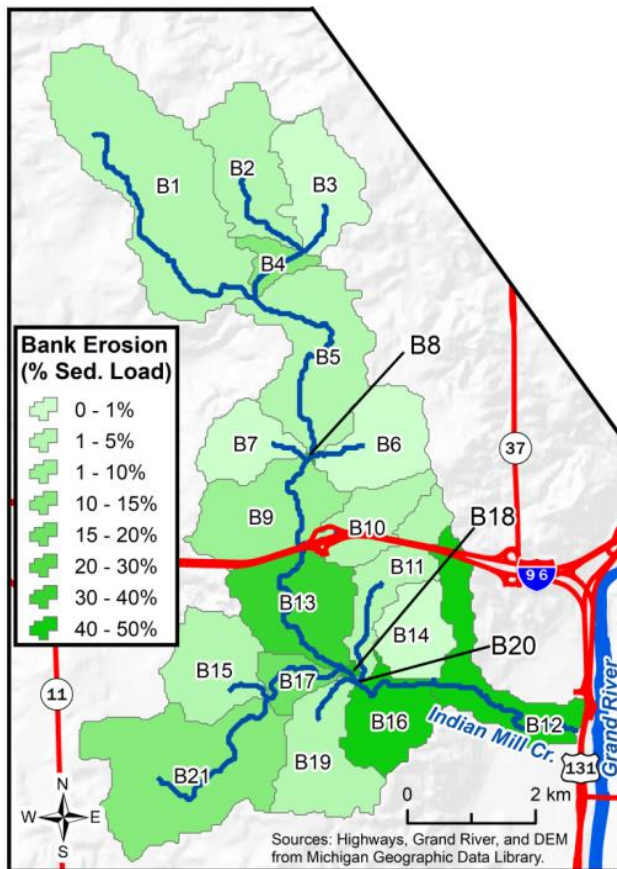 B1
B2
B3
B4
B5
B8
37
Bank Erosion
(% Sed. Load)
0 - 1%
1 - 5%
1 - 10%
10 - 15%
15 - 20%
20 - 30%
30 - 40%
40 - 50%
B7
B6
B9
B10
B18
B11
96
B13
B14
B20
11
B15
B17
B16
B12
Indian Mill Cr.
Grand River
B21
B19
131
N
W E
S
0 2 km
Sources: Highways, Grand River, and DEM
from Michigan Geographic Data Library.